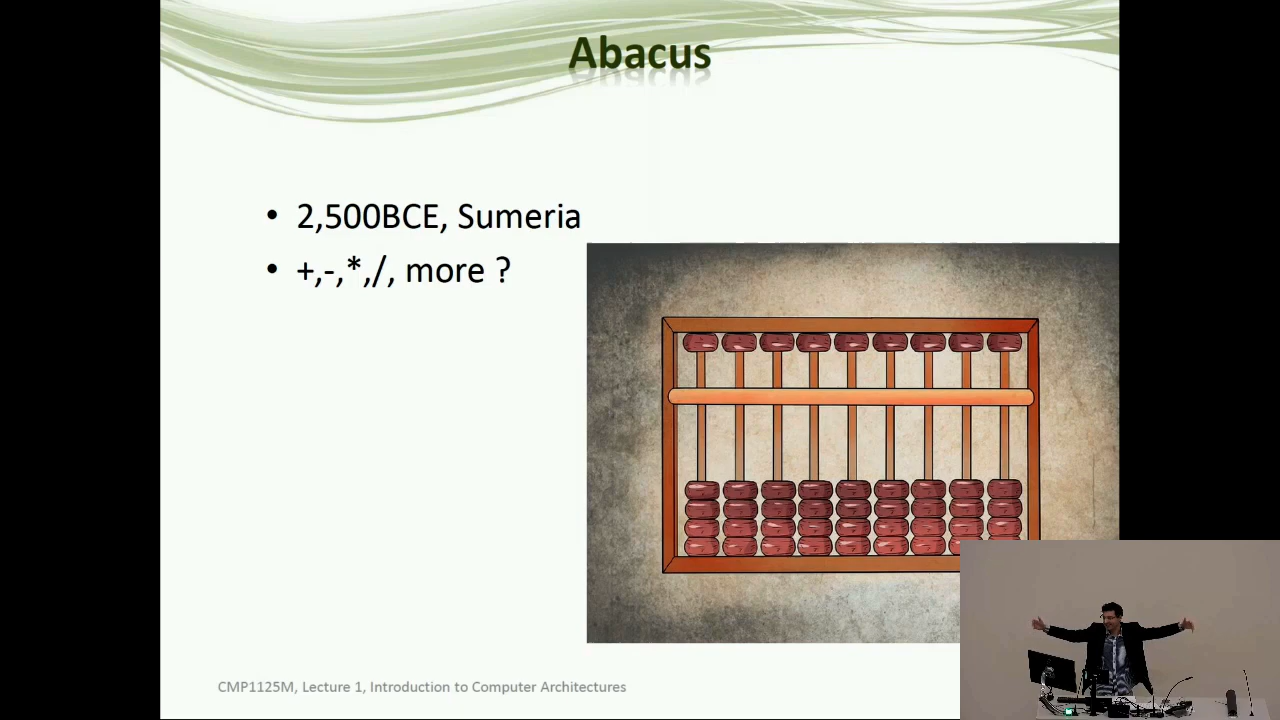 Abacus
• 2,500BCE, Sumeria
• +,-,*,/, more ?
CMP1125M, Lecture 1, Introduction to Computer Architectures